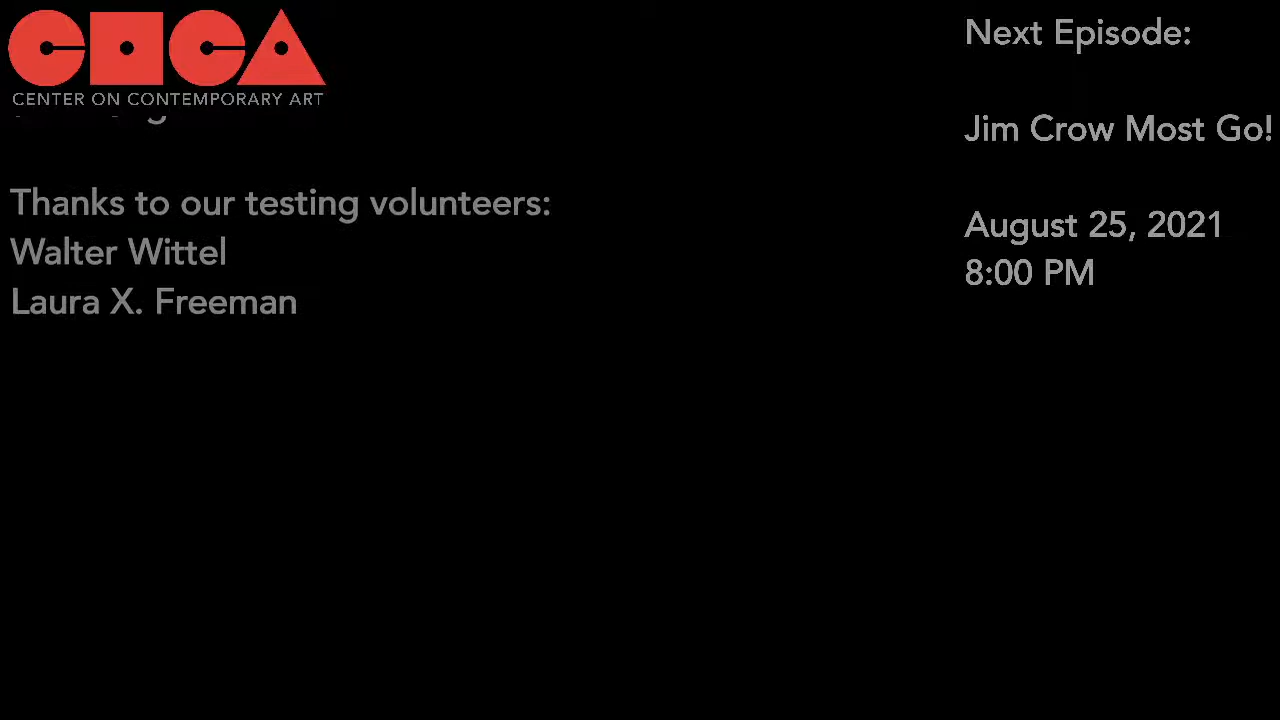 COCA
CENTER ON CONTEMPORARY ART
Thanks to our testing volunteers:
Walter Wittel
Laura X. Freeman
Next Episode:
Jim Crow Most Go!
August 25, 2021
8:00 PM